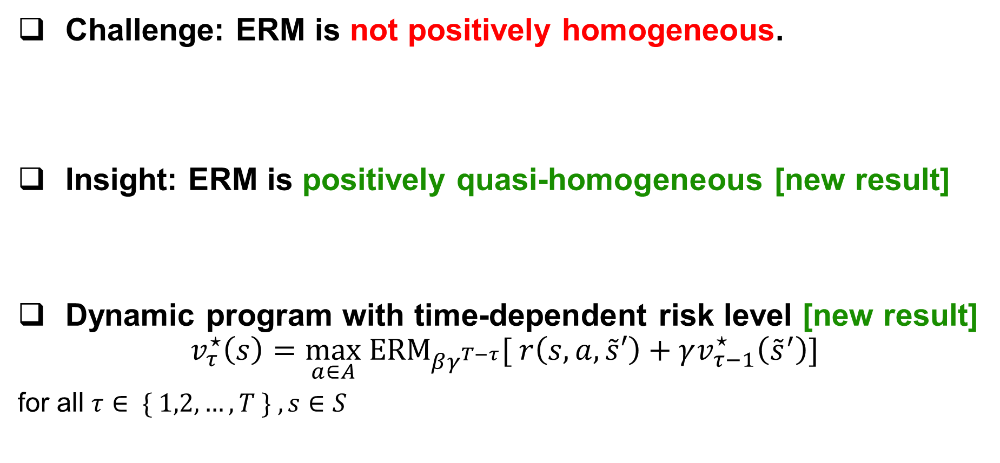 ❑ Challenge: ERM is not positively homogeneous.
❑ Insight: ERM is positively quasi-homogeneous [new result]
❑ Dynamic program with time-dependent risk level [new result]
$v_{\tau}^{\star}(s) = \max_{a \in A} \mathrm{ERM}_{\beta\gamma^{T-\tau}}[\, r(s, a, \tilde{s}') + \gamma v_{\tau-1}^{\star}(\tilde{s}')]$
for all $\tau \in \{ 1,2, \ldots, T \}, s \in S$